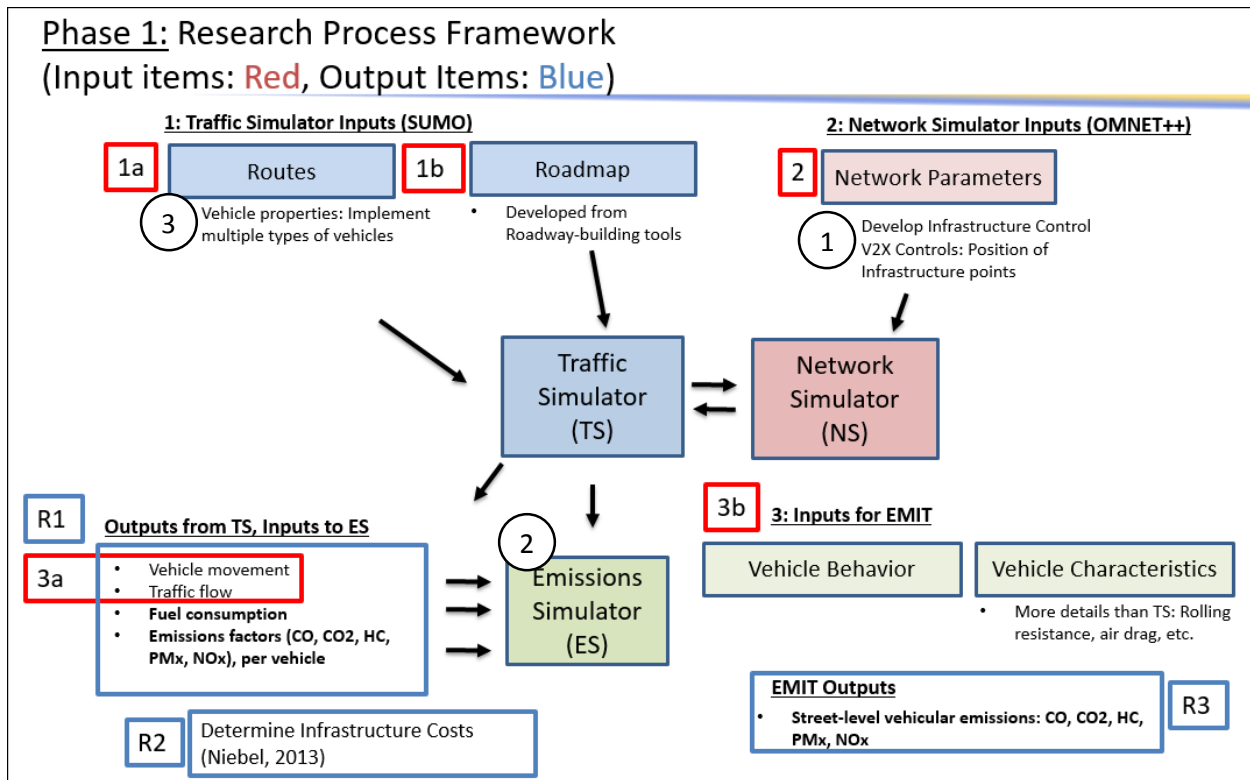 Phase 1: Research Process Framework
(Input items: Red, Output Items: Blue)
1: Traffic Simulator Inputs (SUMO)
2: Network Simulator Inputs (OMNET++)
1a
Routes
1b
Roadmap
2
Network Parameters
3
Vehicle properties: Implement
multiple types of vehicles
• Developed from
Roadway-building tools
1
Develop Infrastructure Control
V2X Controls: Position of
Infrastructure points
Traffic
Simulator
(TS)
Network
Simulator
(NS)
R1
Outputs from TS, Inputs to ES
3a
• Vehicle movement
• Traffic flow
• Fuel consumption
• Emissions factors (CO, CO2, HC,
PMx, NOx), per vehicle
2
Emissions
Simulator
(ES)
3b
3: Inputs for EMIT
Vehicle Behavior
Vehicle Characteristics
• More details than TS: Rolling
resistance, air drag, etc.
R2
Determine Infrastructure Costs
(Niebel, 2013)
EMIT Outputs
• Street-level vehicular emissions: CO, CO2, HC,
PMx, NOx
R3